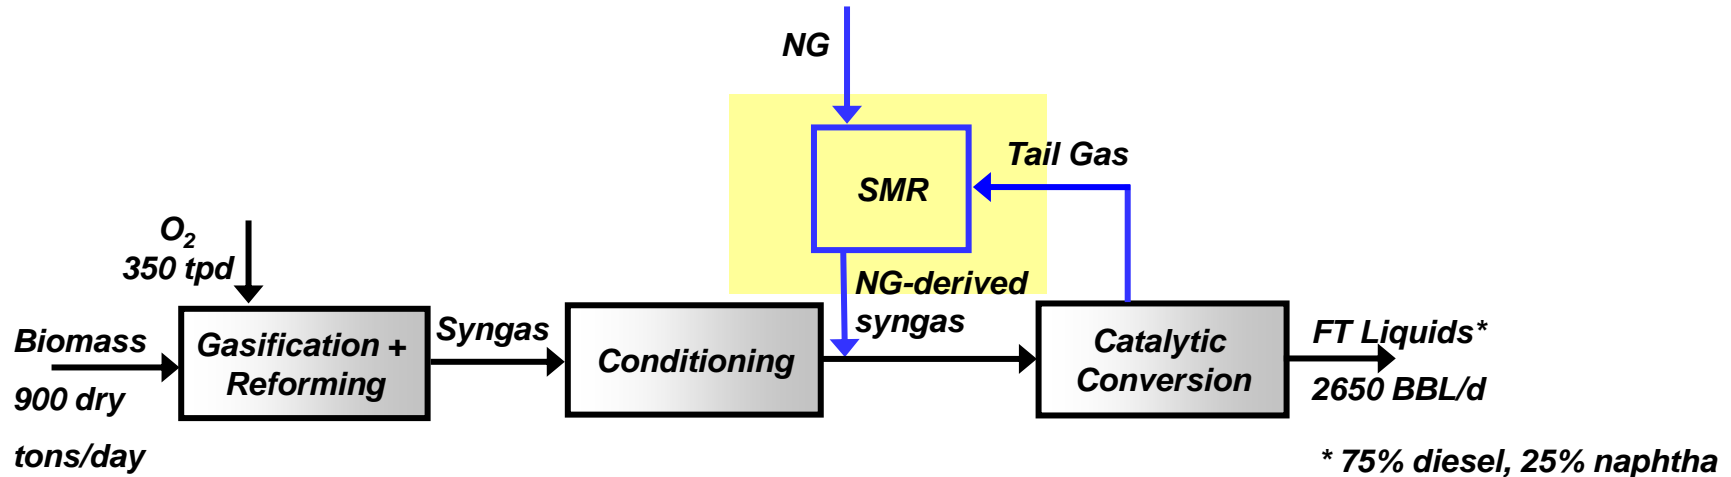 NG
SMR
Tail Gas
O₂
350 tpd
NG-derived
syngas
Biomass
900 dry
tons/day
Gasification +
Reforming
Syngas
Conditioning
Catalytic
Conversion
FT Liquids*
2650 BBL/d
* 75% diesel, 25% naphtha